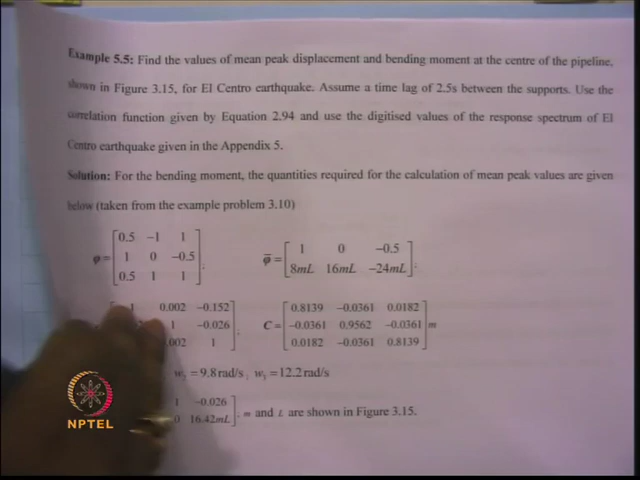 Example 5.5: Find the values of mean peak displacement and bending moment at the centre of the pipeline,
shown in Figure 3.15, for El Centro earthquake. Assume a time lag of 2.5s between the supports. Use the
correlation function given by Equation 2.94 and use the digitised values of the response spectrum of El
Centro earthquake given in the Appendix 5.
Solution: For the bending moment, the quantities required for the calculation of mean peak values are given
below (taken from the example problem 3.10)
0.5 -1 1
φ = 1 0 -0.5 ;
0.5 1 1
1 0 -0.5
φ̄ = 8mL 16mL -24mL ;
1 0.002 -0.152
1 -0.026 ;
.002 1
0.8139 -0.0361 0.0182
C = -0.0361 0.9562 -0.0361 m
0.0182 -0.0361 0.8139
= 9.8 rad/s , w₃ = 12.2 rad/s
1 -0.026
0 16.42mL ; m and L are shown in Figure 3.15.
NPTEL